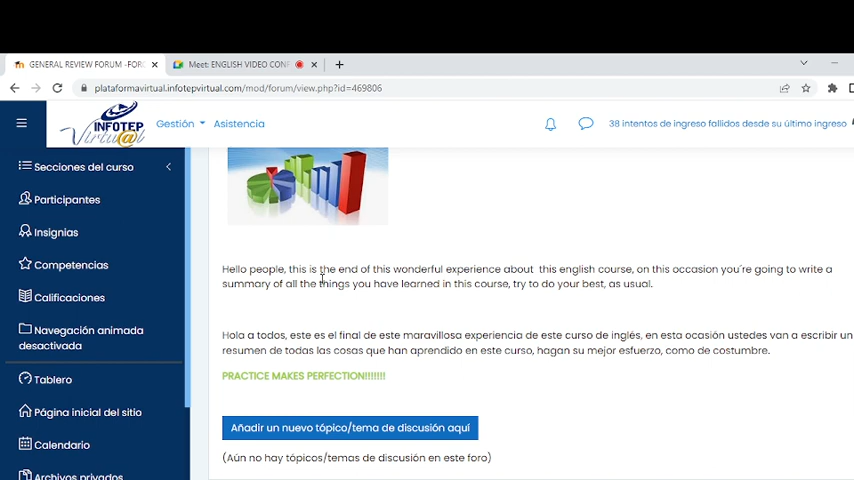 GENERAL REVIEW FORUM -FOR
Meet: ENGLISH VIDEO CONF
plataformavirtual.infotepvirtual.com/mod/forum/view.php?id=469806
INFOTEP
Virtu@l
Gestión
Asistencia
38 intentos de ingreso fallidos desde su último ingreso
Secciones del curso
Participantes
Insignias
Competencias
Calificaciones
Navegación animada
desactivada
Tablero
Página inicial del sitio
Calendario
Archivos privados
Hello people, this is the end of this wonderful experience about this english course, on this occasion you´re going to write a
summary of all the things you have learned in this course, try to do your best, as usual.
Hola a todos, este es el final de este maravillosa experiencia de este curso de inglés, en esta ocasión ustedes van a escribir un
resumen de todas las cosas que han aprendido en este curso, hagan su mejor esfuerzo, como de costumbre.
PRACTICE MAKES PERFECTION!!!!!!!
Añadir un nuevo tópico/tema de discusión aquí
(Aún no hay tópicos/temas de discusión en este foro)